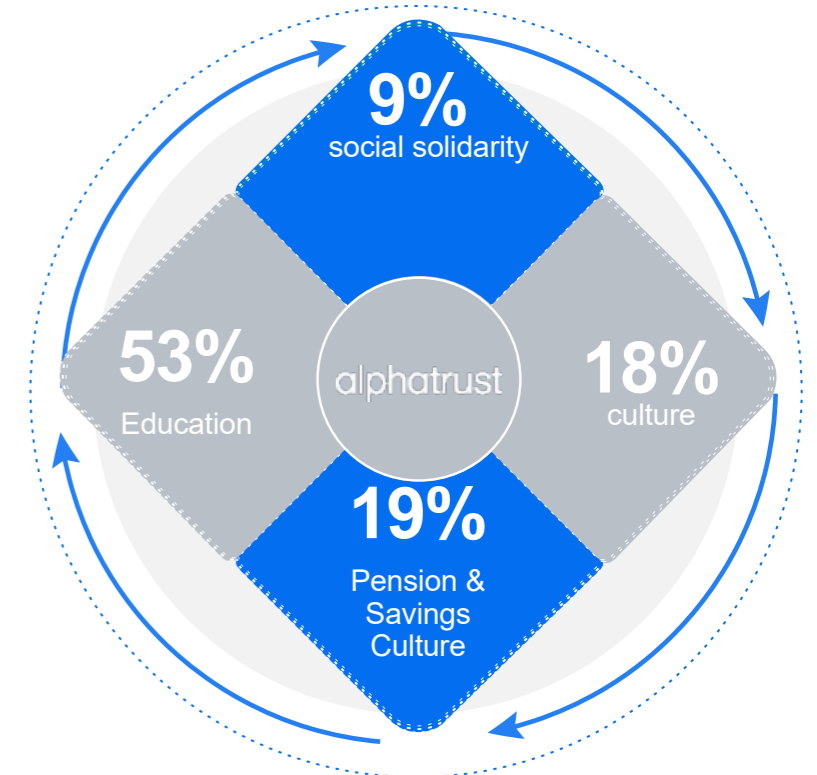 9%
social solidarity
53%
Education
alphatrust
18%
culture
19%
Pension &
Savings
Culture